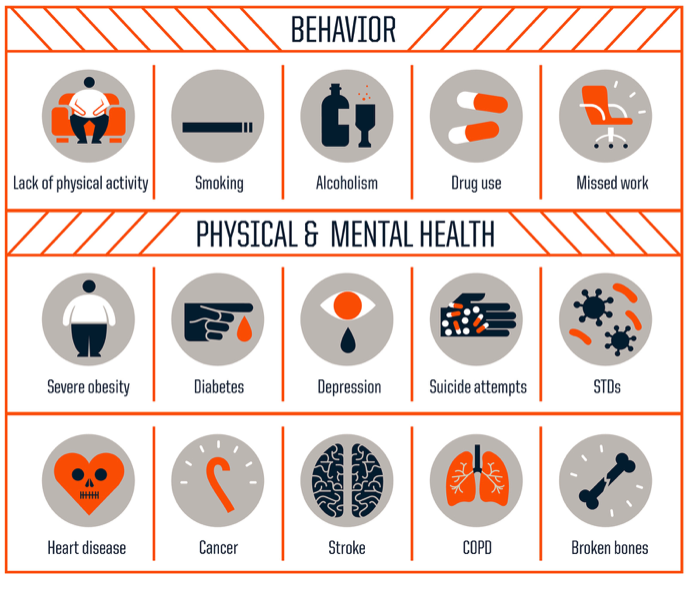 BEHAVIOR
Lack of physical activity
Smoking
Alcoholism
Drug use
Missed work
PHYSICAL & MENTAL HEALTH
Severe obesity
Diabetes
Depression
Suicide attempts
STDs
Heart disease
Cancer
Stroke
COPD
Broken bones